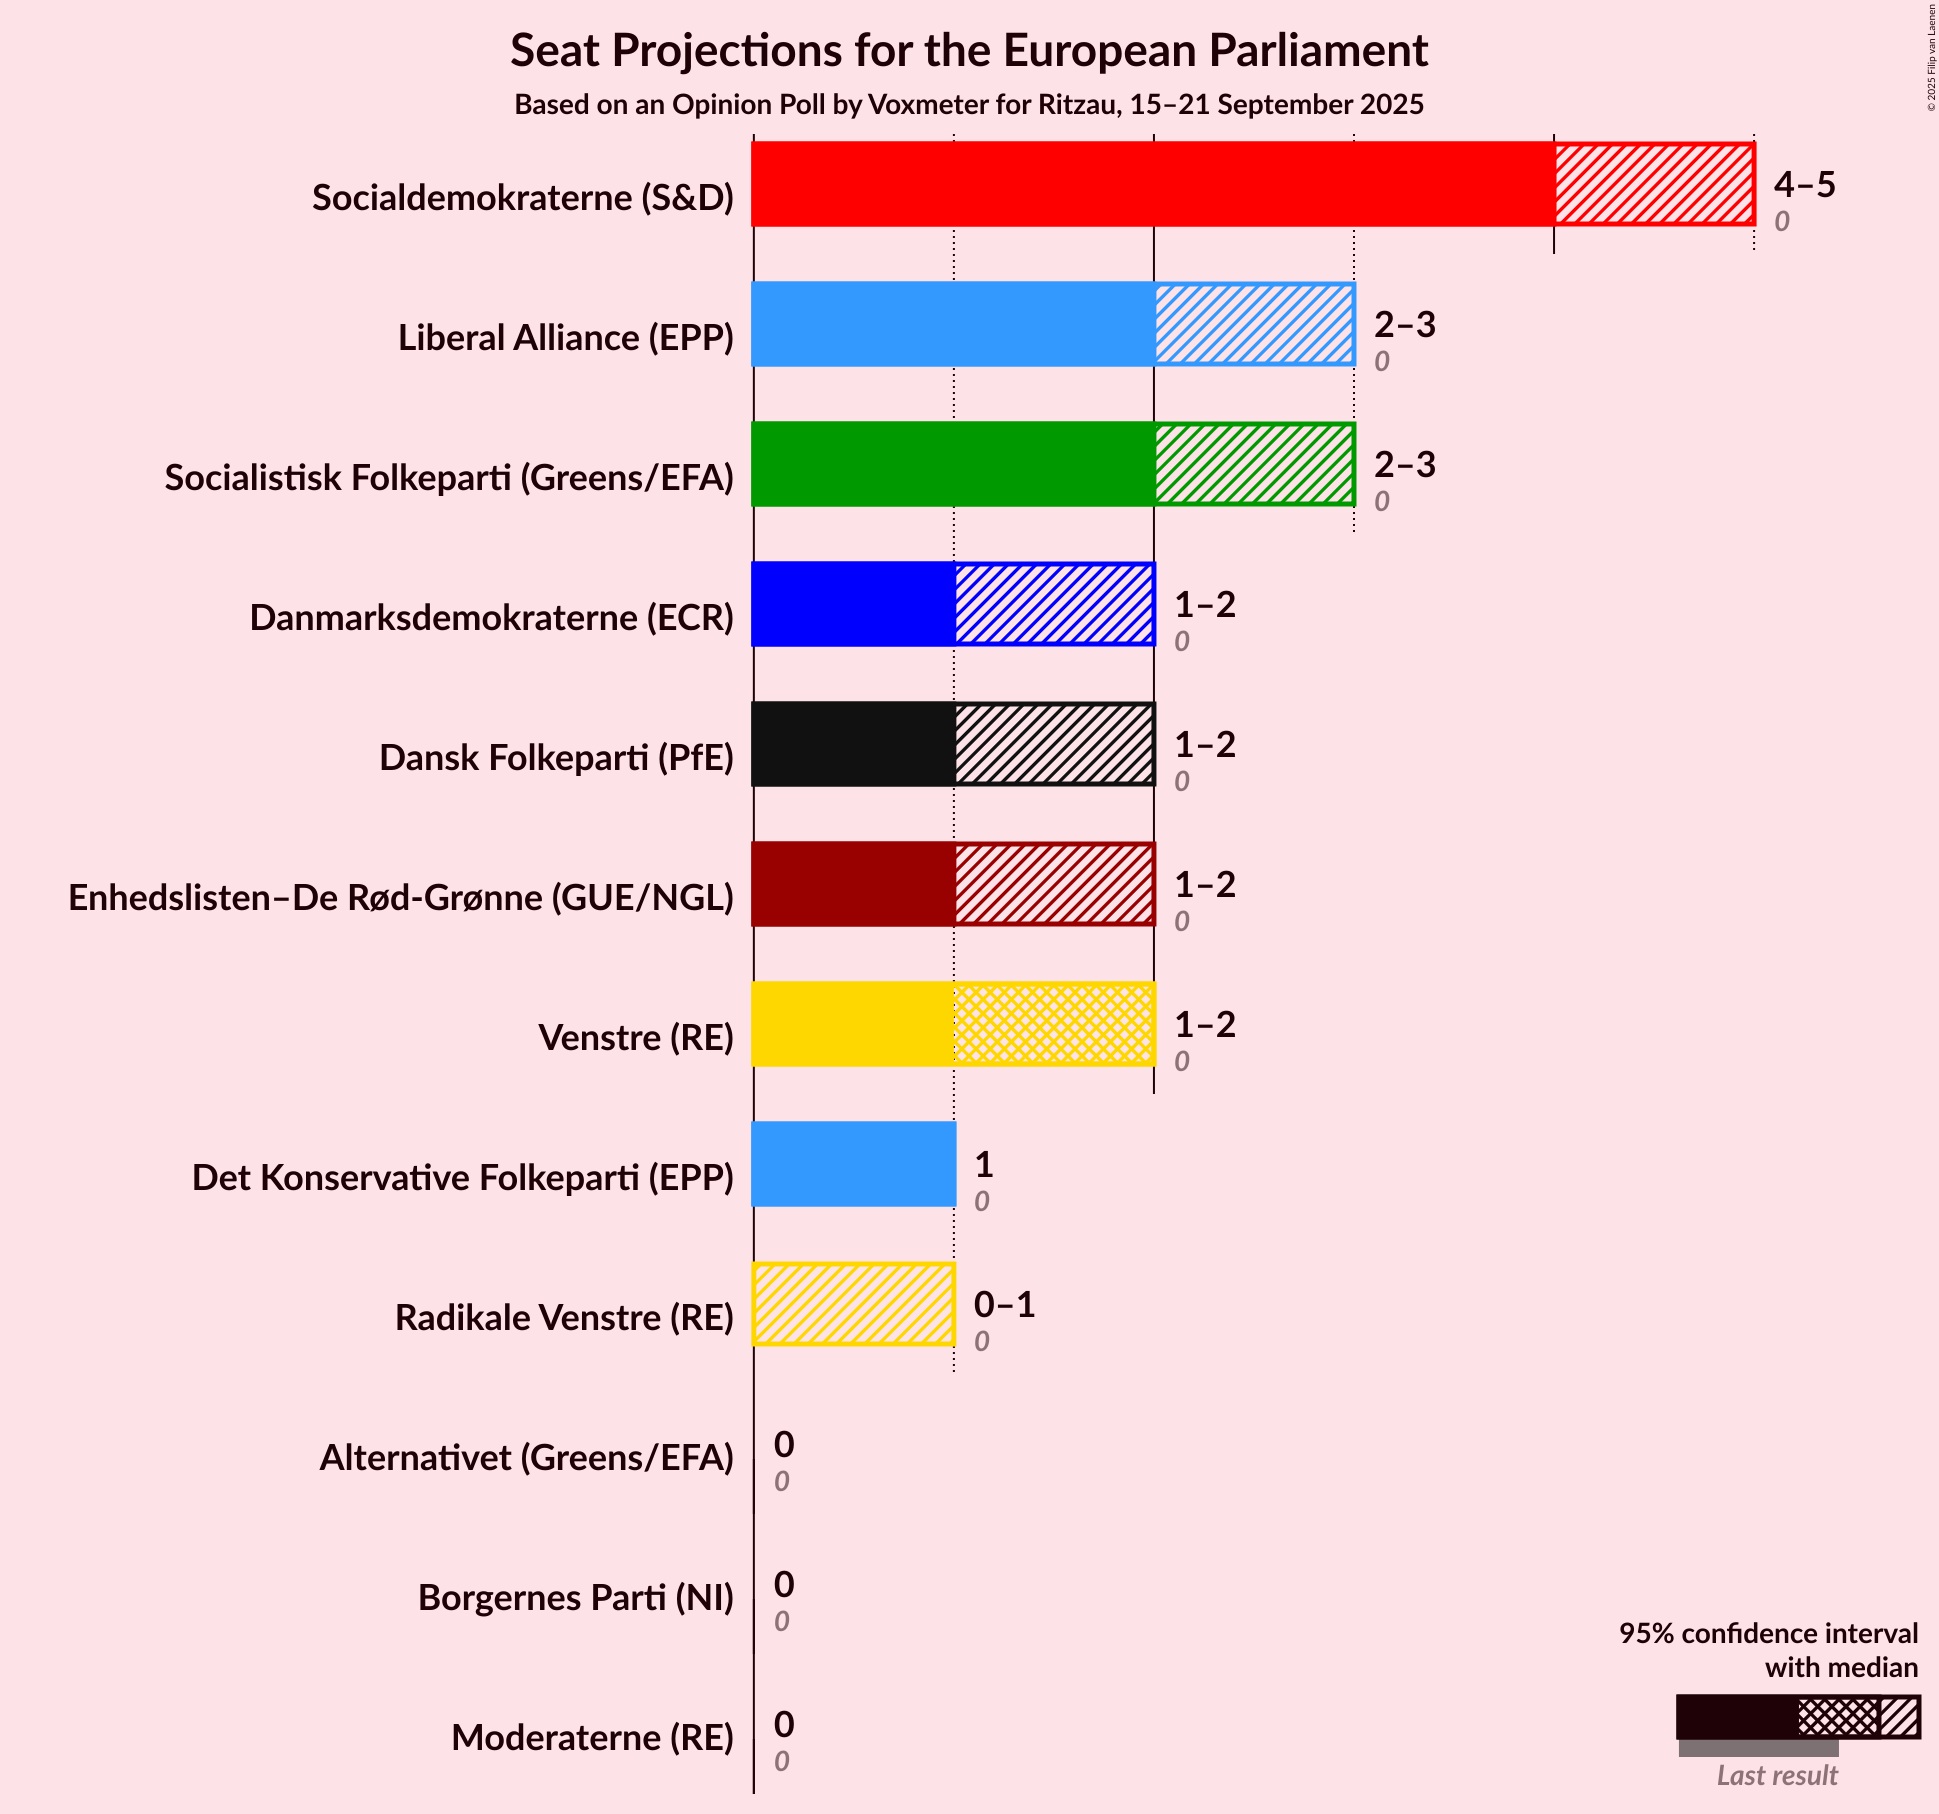 Seat Projections for the European Parliament
Based on an Opinion Poll by Voxmeter for Ritzau, 15–21 September 2025
© 2025 Filip van Laenen
Socialdemokraterne (S&D)
4–5
0
Liberal Alliance (EPP)
2–3
0
Socialistisk Folkeparti (Greens/EFA)
2–3
0
Danmarksdemokraterne (ECR)
1–2
0
Dansk Folkeparti (PfE)
1–2
0
Enhedslisten–De Rød-Grønne (GUE/NGL)
1–2
0
Venstre (RE)
1–2
0
Det Konservative Folkeparti (EPP)
1
0
Radikale Venstre (RE)
0–1
0
Alternativet (Greens/EFA)
0
0
Borgernes Parti (NI)
0
0
Moderaterne (RE)
0
0
95% confidence interval
with median
Last result